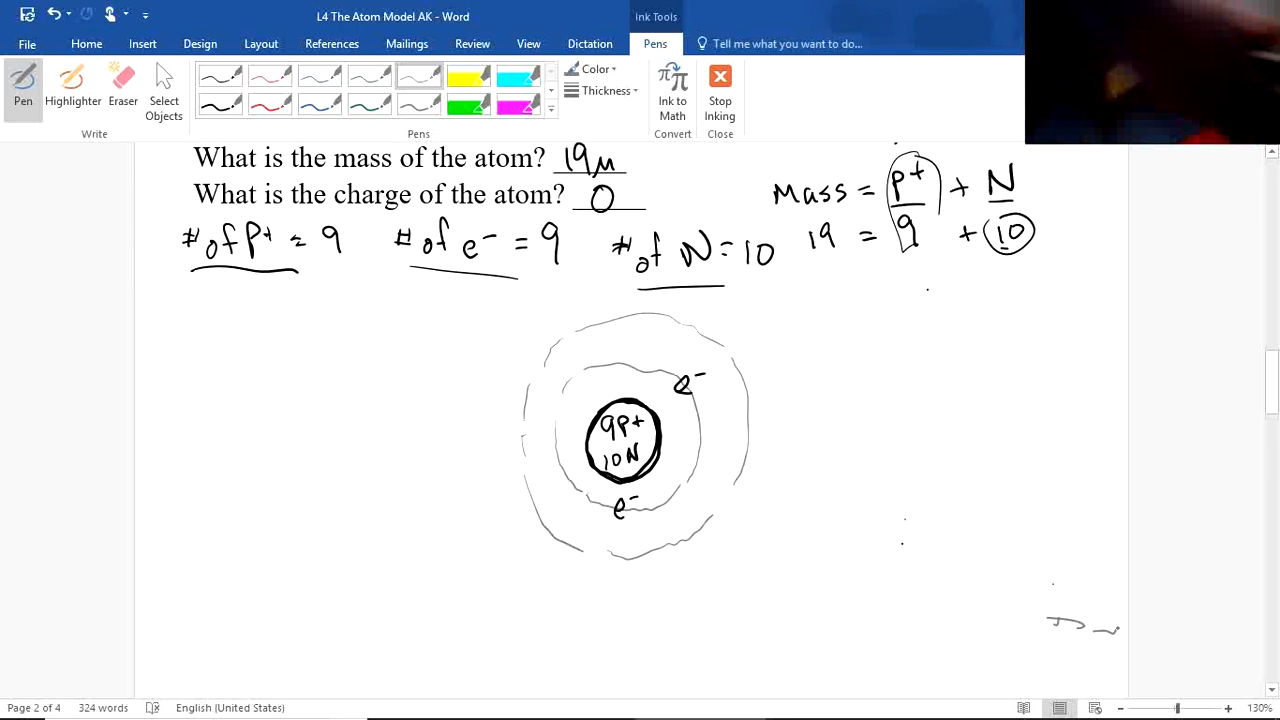 L4 The Atom Model AK - Word
Ink Tools
File Home Insert Design Layout References Mailings Review View Dictation Pens Tell me what you want to do...
Pen Highlighter Eraser Select Objects
Color
Thickness
Ink to Math
Stop Inking
Write Pens Convert Close
What is the mass of the atom? 19μ
What is the charge of the atom? 0
Mass = P+ + N
19 = 9 + 10
# of P+ = 9 # of e- = 9 # of N = 10
e-
9P+
10N
e-
Page 2 of 4 324 words English (United States) 130%